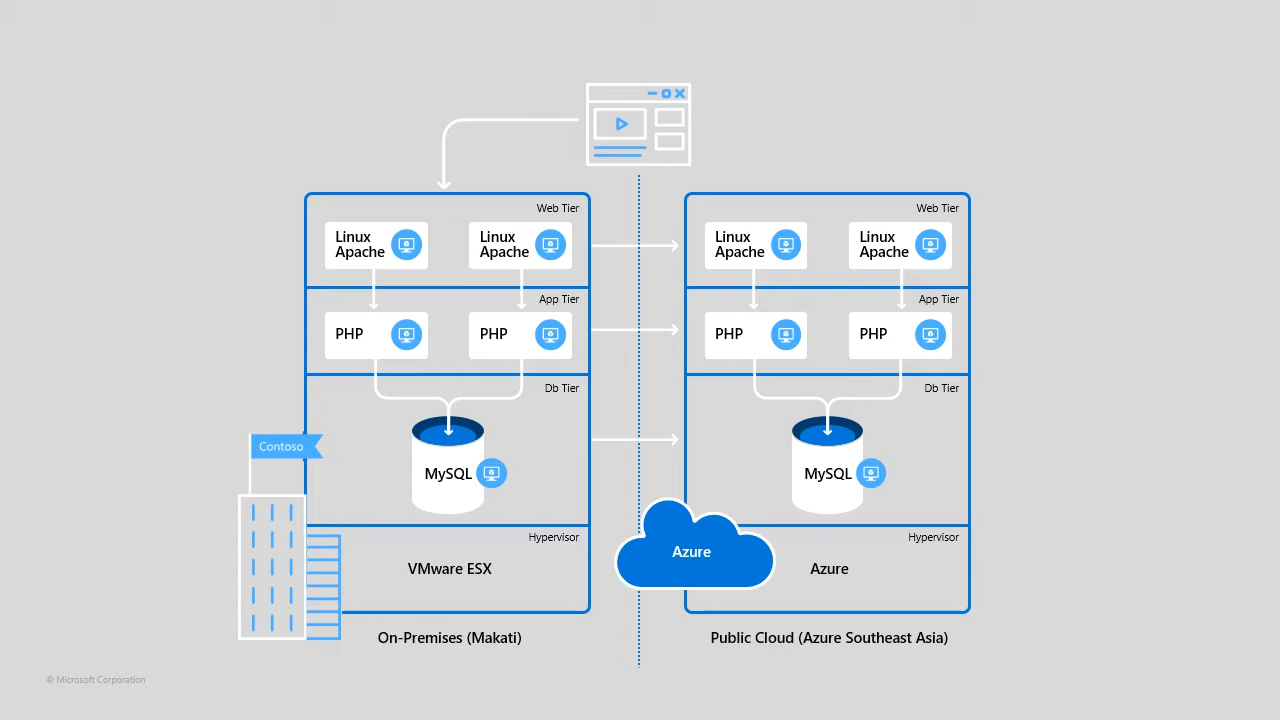 Web Tier
Linux
Apache
Linux
Apache
App Tier
PHP
PHP
Db Tier
MySQL
Contoso
Hypervisor
VMware ESX
On-Premises (Makati)
Web Tier
Linux
Apache
Linux
Apache
App Tier
PHP
PHP
Db Tier
MySQL
Azure
Hypervisor
Azure
Public Cloud (Azure Southeast Asia)
© Microsoft Corporation